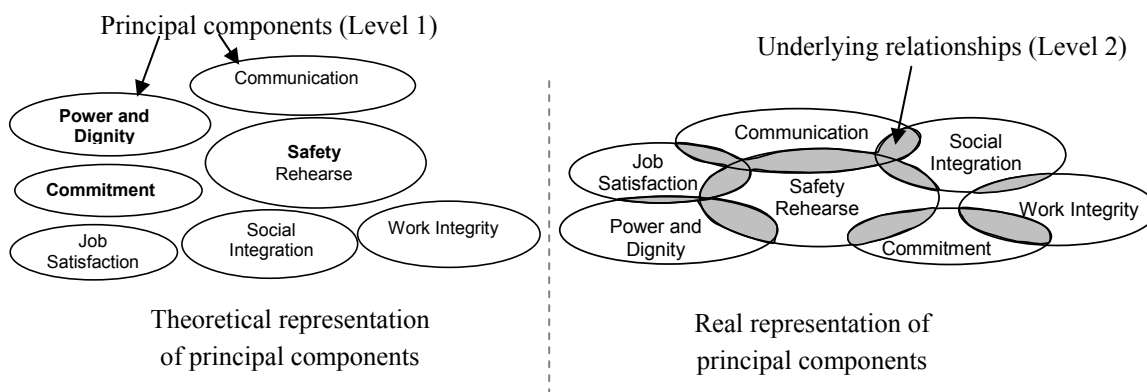 Principal components (Level 1)
Communication
Power and
Dignity
Safety
Rehearse
Commitment
Social
Integration
Work Integrity
Job
Satisfaction
Theoretical representation
of principal components
Underlying relationships (Level 2)
Communication
Social
Integration
Job
Satisfaction
Safety
Rehearse
Work Integrity
Power and
Dignity
Commitment
Real representation of
principal components